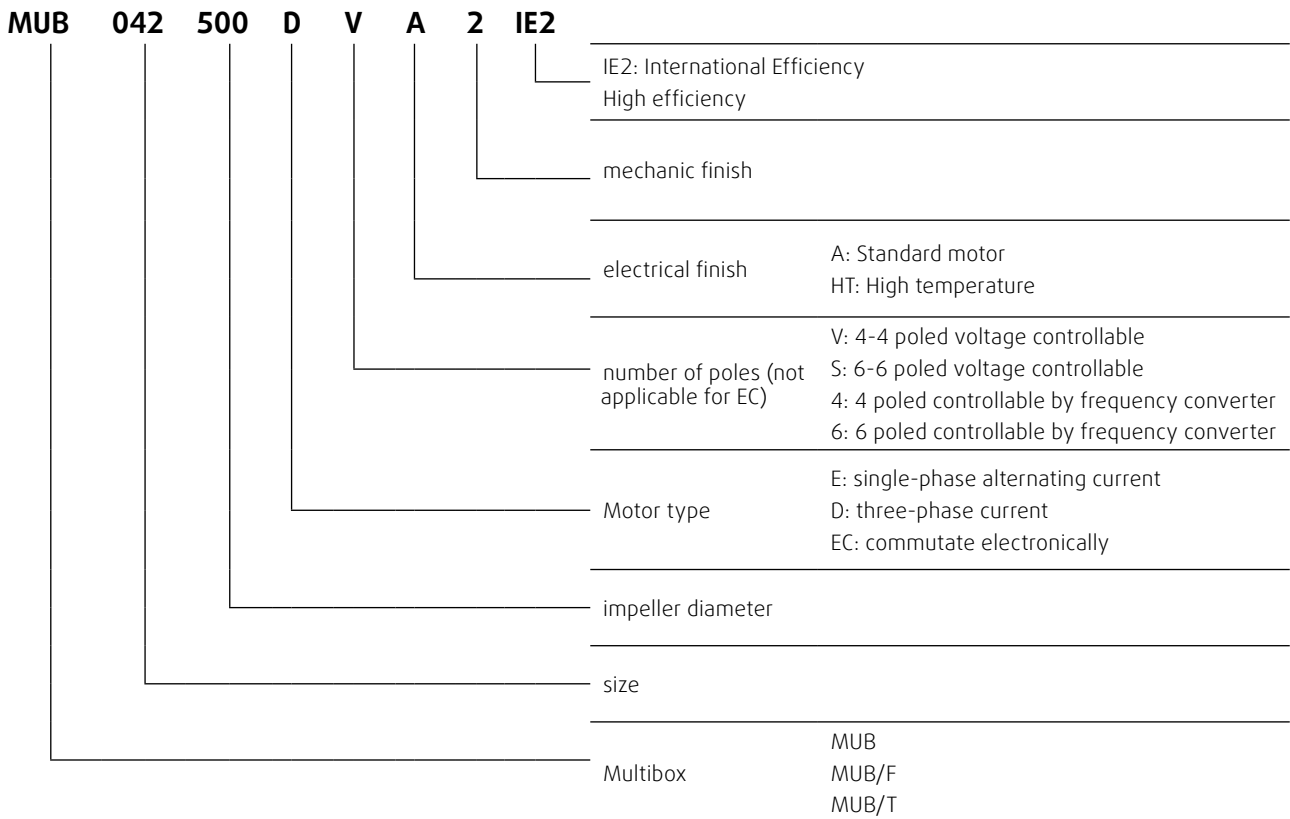 MUB 042 500 D V A 2 IE2
IE2: International Efficiency
High efficiency
mechanic finish
electrical finish
A: Standard motor
HT: High temperature
number of poles (not
applicable for EC)
V: 4-4 poled voltage controllable
S: 6-6 poled voltage controllable
4: 4 poled controllable by frequency converter
6: 6 poled controllable by frequency converter
Motor type
E: single-phase alternating current
D: three-phase current
EC: commutate electronically
impeller diameter
size
Multibox
MUB
MUB/F
MUB/T